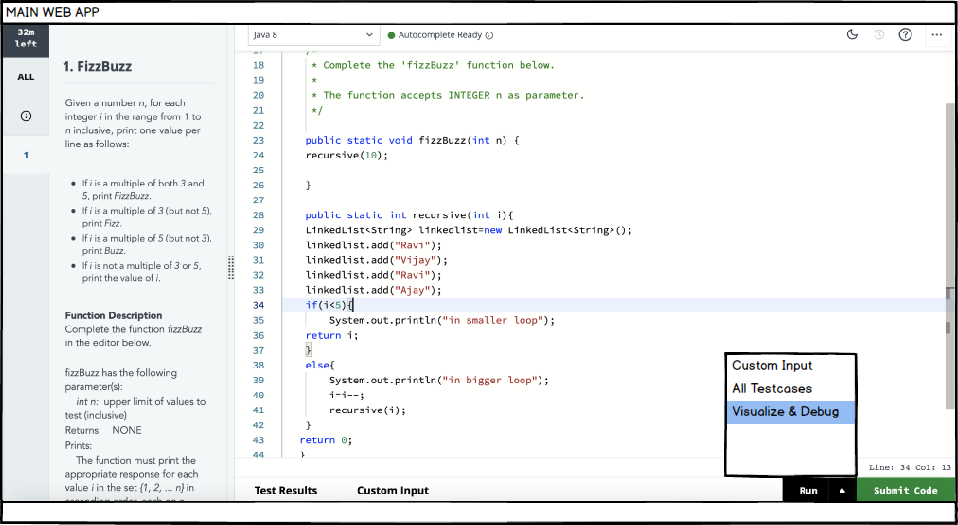 MAIN WEB APP
32m
left
ALL
1
1. FizzBuzz
Given a number n, for each
integer i in the range from 1 to
n inclusive, print one value per
line as follows:
If i is a multiple of both 3 and
5, print FizzBuzz.
If i is a multiple of 3 (but not 5),
print Fizz.
If i is a multiple of 5 (but not 3),
print Buzz.
If i is not a multiple of 3 or 5,
print the value of i.
Function Description
Complete the function fizzBuzz
in the editor below.
fizzBuzz has the following
parameter(s):
int n: upper limit of values to
test (inclusive)
Returns NONE
Prints:
The function must print the
appropriate response for each
value i in the set {1, 2, ... n} in
Java 8
Autocomplete Ready
17 /*
18 * Complete the 'fizzBuzz' function below.
19 *
20 * The function accepts INTEGER n as parameter.
21 */
22
23 public static void fizzBuzz(int n) {
24 recursive(10);
25
26 }
27
28 public static int recursive(int i){
29 LinkedList<String> linkedlist=new LinkedList<String>();
30 linkedlist.add("Ravi");
31 linkedlist.add("Vijay");
32 linkedlist.add("Ravi");
33 linkedlist.add("Ajay");
34 if(i<5){
35 System.out.println("in smaller loop");
36 return i;
37 }
38 else{
39 System.out.println("in bigger loop");
40 i=i--;
41 recursive(i);
42 }
43 return 0;
44 }
Custom Input
All Testcases
Visualize & Debug
Line: 34 Col: 13
Test Results
Custom Input
Run
Submit Code